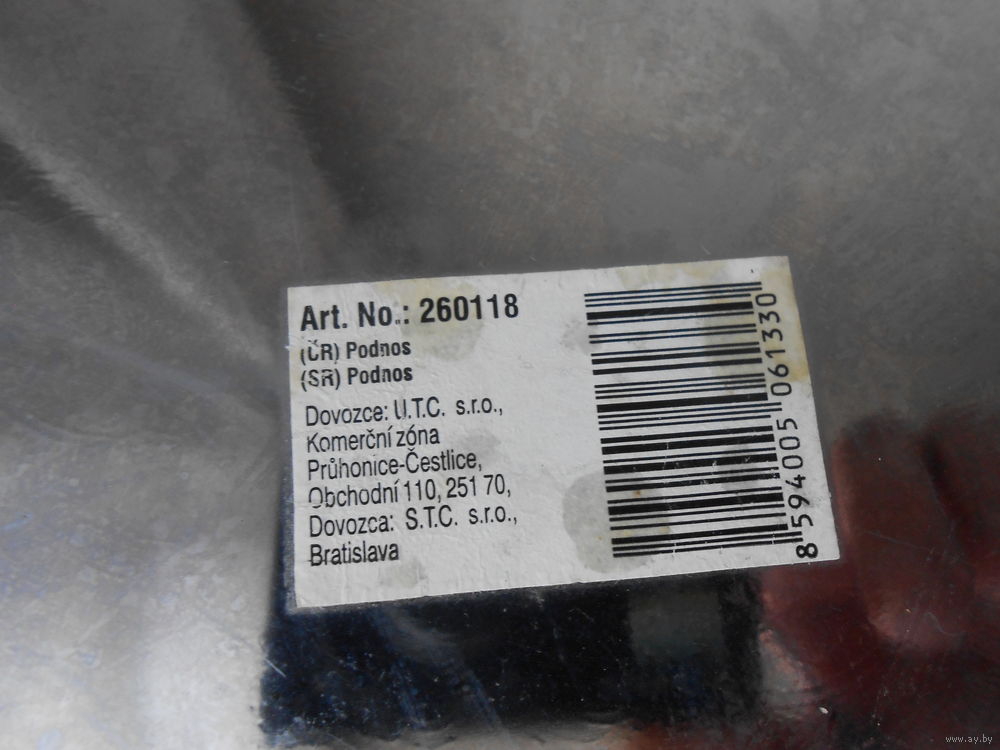 Art. No.: 260118
(ČR) Podnos
(SR) Podnos
Dovozce: U.T.C. s.r.o.,
Komerční zóna
Průhonice-Čestlice,
Obchodní 110, 251 70,
Dovozca: S.T.C. s.r.o.,
Bratislava
8 594005 061330
www.ay.by